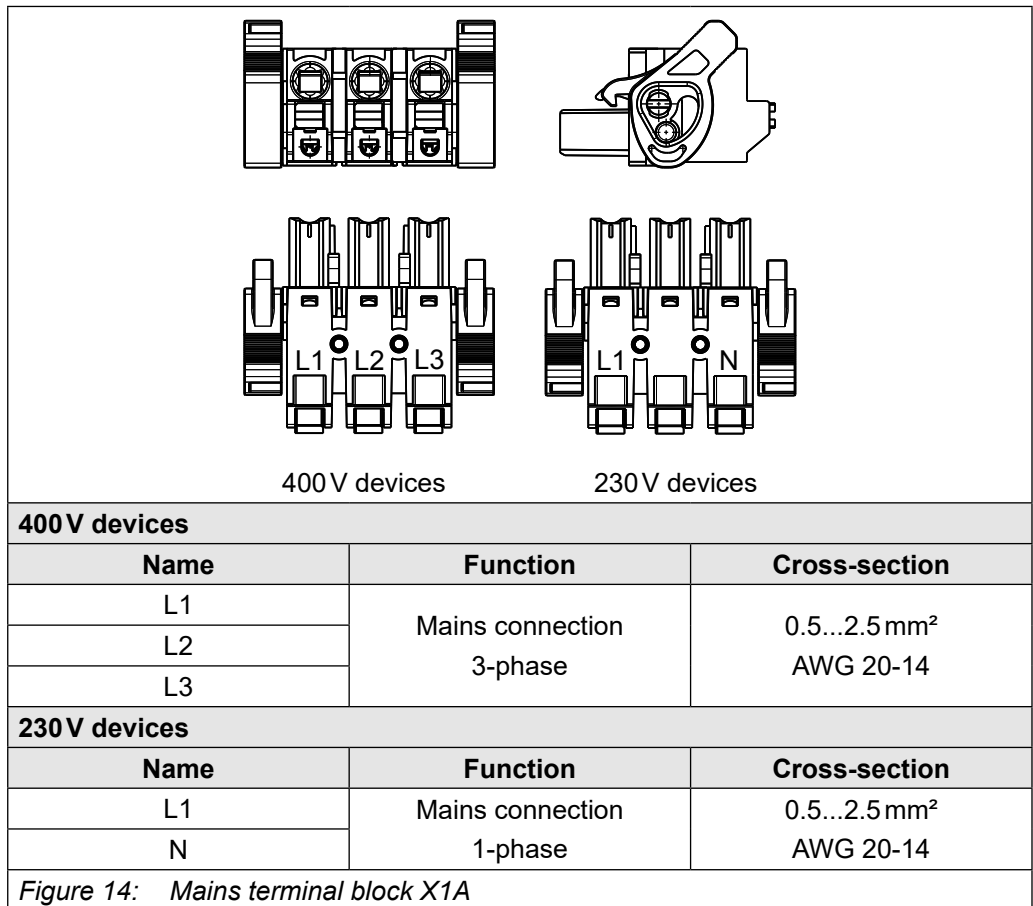 L1 L2 L3 L1 N
400 V devices 230 V devices
400 V devices
Name Function Cross-section
L1
L2
L3
Mains connection
3-phase
0.5...2.5 mm²
AWG 20-14
230 V devices
Name Function Cross-section
L1
N
Mains connection
1-phase
0.5...2.5 mm²
AWG 20-14
Figure 14: Mains terminal block X1A